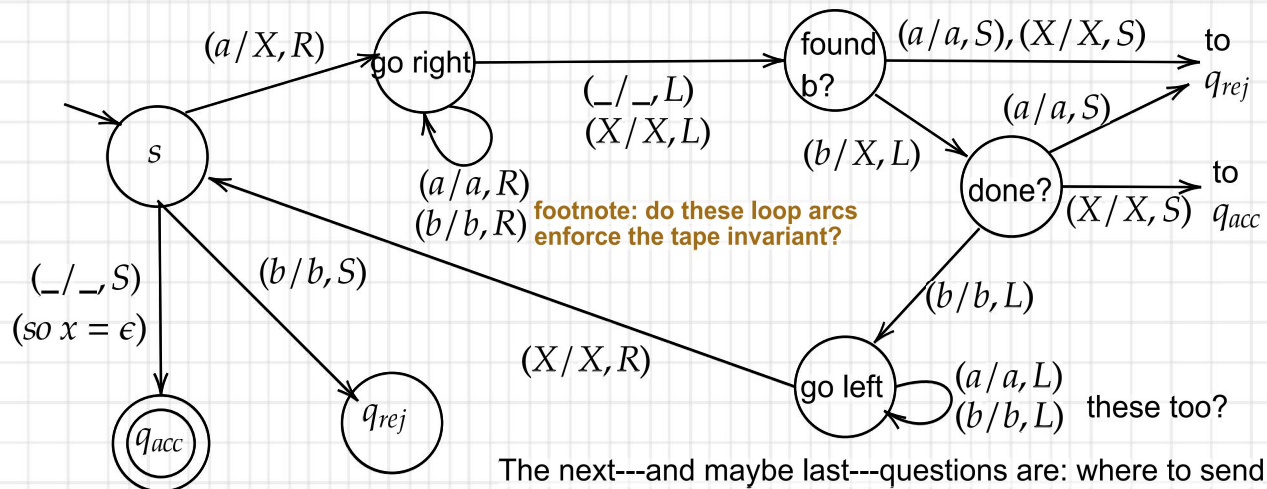 (a/X, R)
go right
(_/_, L)
(X/X, L)
found
b?
(a/a, S), (X/X, S)
to
q_rej
(a/a, S)
(b/X, L)
done?
(X/X, S)
to
q_acc
s
(a/a, R)
(b/b, R)
footnote: do these loop arcs
enforce the tape invariant?
(_/_, S)
(so x = ϵ)
(b/b, S)
(b/b, L)
(X/X, R)
go left
(a/a, L)
(b/b, L)
these too?
q_acc
q_rej
The next---and maybe last---questions are: where to send